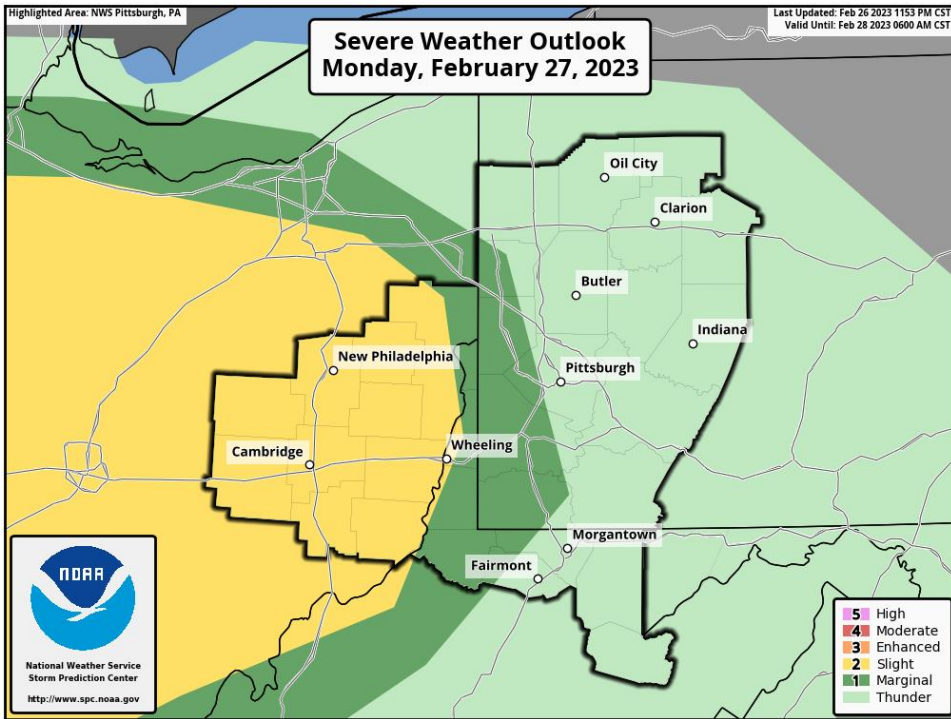 Highlighted Area: NWS Pittsburgh, PA
Last Updated: Feb 26 2023 1153 PM CST
Valid Until: Feb 28 2023 0600 AM CST
Severe Weather Outlook
Monday, February 27, 2023
Oil City
Clarion
Butler
Indiana
New Philadelphia
Pittsburgh
Wheeling
Cambridge
Morgantown
Fairmont
NOAA
National Weather Service
Storm Prediction Center
http://www.spc.noaa.gov
5 High
4 Moderate
3 Enhanced
2 Slight
1 Marginal
Thunder